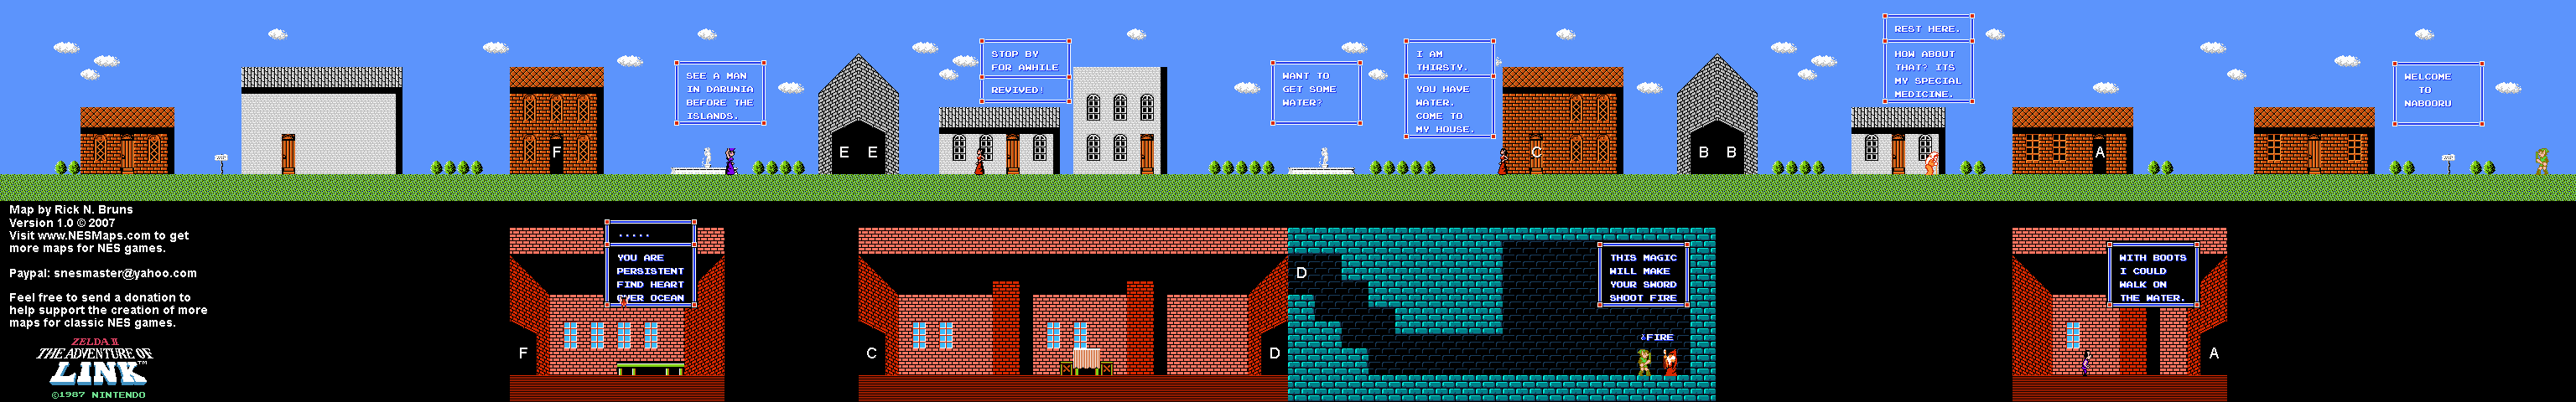 SEE A MAN
IN DARUNIA
BEFORE THE
ISLANDS.
STOP BY
FOR AWHILE
REVIVED!
WANT TO
GET SOME
WATER?
I AM
THIRSTY.
YOU HAVE
WATER.
COME TO
MY HOUSE.
REST HERE.
HOW ABOUT
THAT? ITS
MY SPECIAL
MEDICINE.
WELCOME
TO
NABOORU
F
E E
C
B B
A
Map by Rick N. Bruns
Version 1.0 © 2007
Visit www.NESMaps.com to get
more maps for NES games.
Paypal: snesmaster@yahoo.com
Feel free to send a donation to
help support the creation of more
maps for classic NES games.
ZELDA II
THE ADVENTURE OF
LINK™
©1987 NINTENDO
.....
YOU ARE
PERSISTENT
FIND HEART
OVER OCEAN
F
C
D
D
THIS MAGIC
WILL MAKE
YOUR SWORD
SHOOT FIRE
FIRE
WITH BOOTS
I COULD
WALK ON
THE WATER.
A